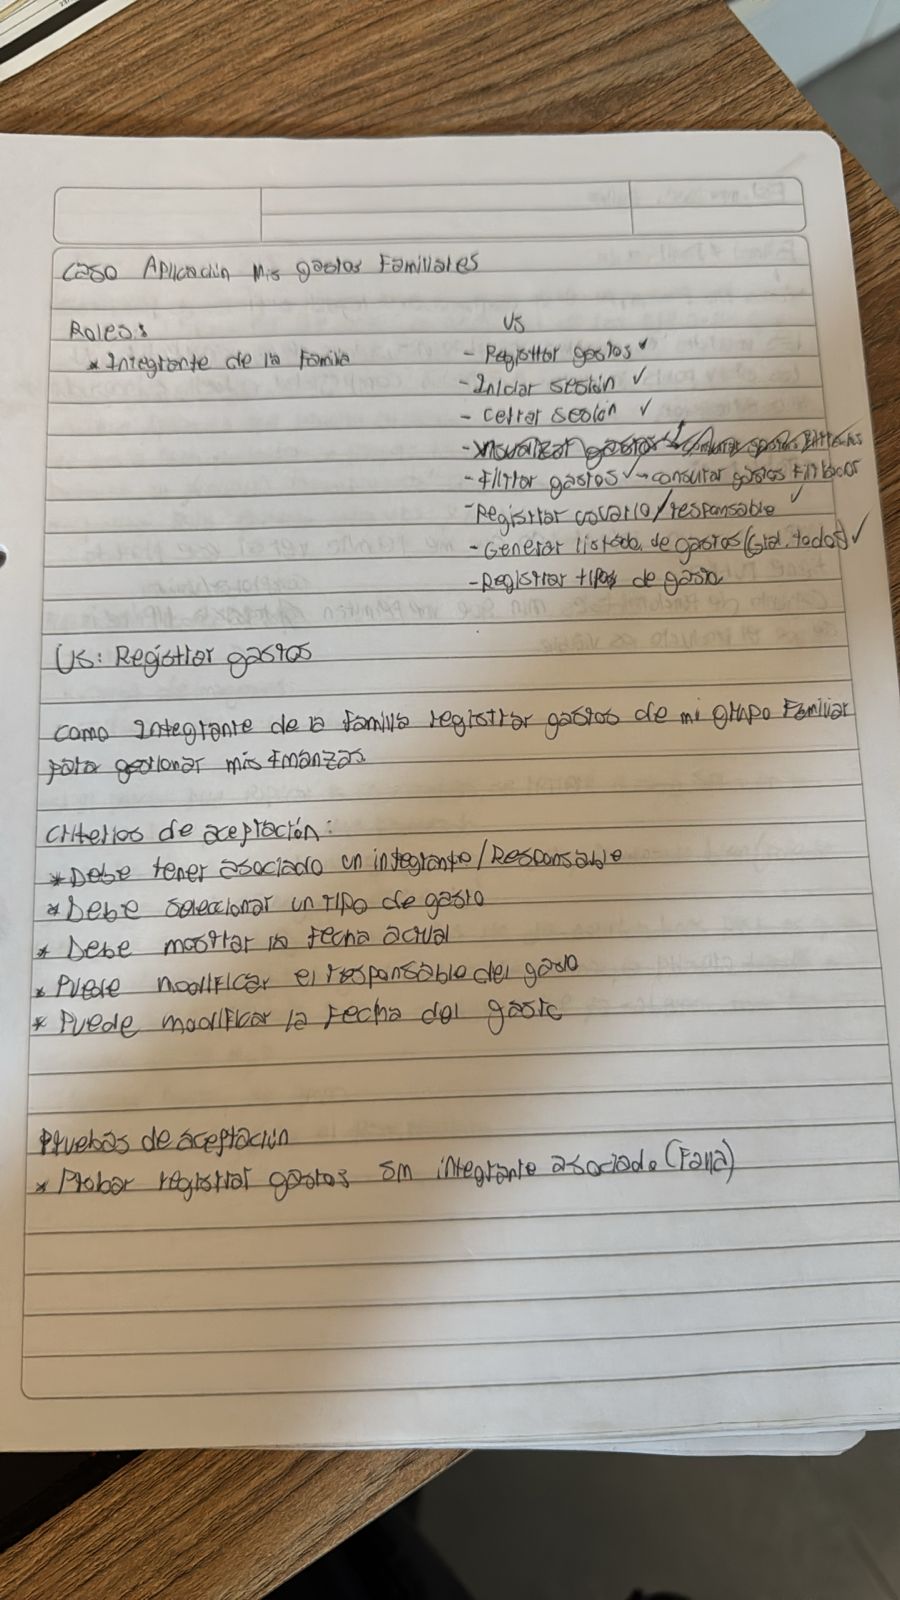 Caso Aplicación Mis gastos Familiares
Roles:
* Integrante de la Familia
US
- Registrar gastos ✓
- Iniciar sesión ✓
- Cerrar sesión ✓
- Visualizar gastos
- Filtrar gastos ✓→ consultar gastos Filtrados
- Registrar usuario/responsable ✓
- Generar listado de gastos (Gral. todos) ✓
- Registrar tipos de gasto
US: Registrar gastos
Como Integrante de la familia registrar gastos de mi grupo Familiar
para gestionar mis finanzas
Criterios de aceptación:
* Debe tener asociado un integrante/Responsable
* Debe seleccionar un Tipo de gasto
* Debe mostrar la Fecha actual
* Puede modificar el responsable del gasto
* Puede modificar la Fecha del gasto
Pruebas de aceptación
* Probar registrar gastos sin integrante asociado (Falla)